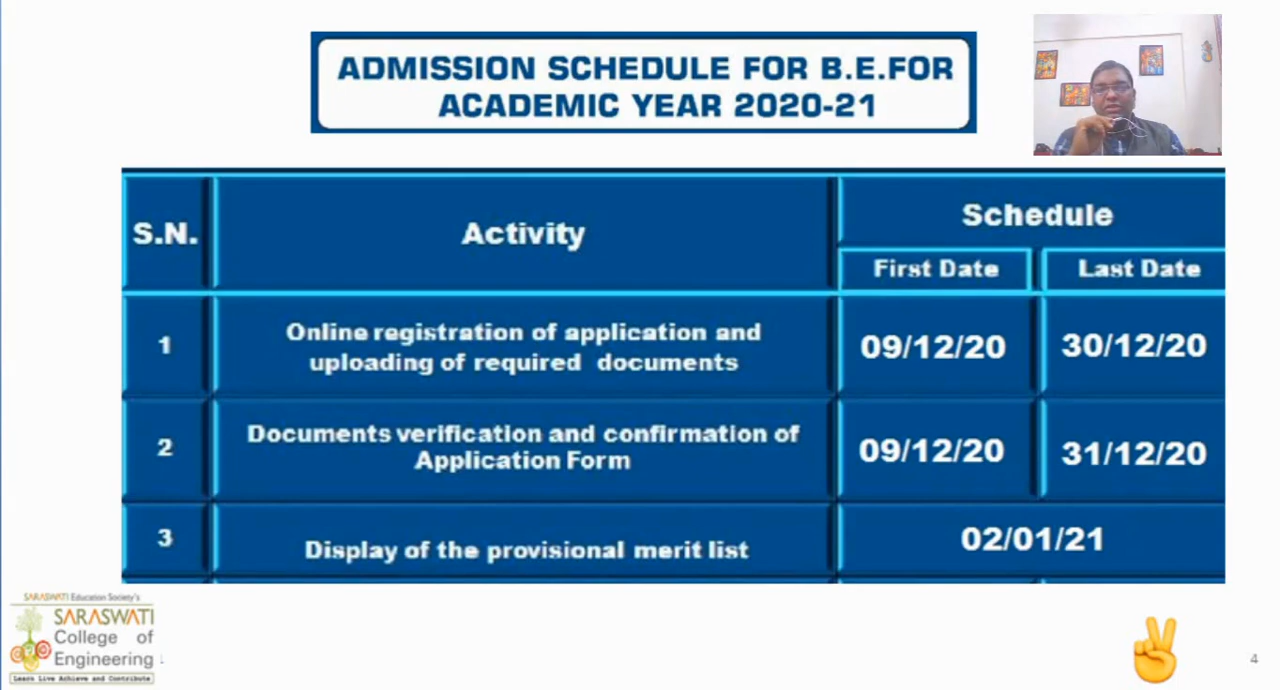 ADMISSION SCHEDULE FOR B.E.FOR
ACADEMIC YEAR 2020-21
S.N.
Activity
Schedule
First Date
Last Date
1
Online registration of application and
uploading of required documents
09/12/20
30/12/20
2
Documents verification and confirmation of
Application Form
09/12/20
31/12/20
3
Display of the provisional merit list
02/01/21
SARASWATI Education Society's
SARASWATI
College of
Engineering
Learn Live Achieve and Contribute
4